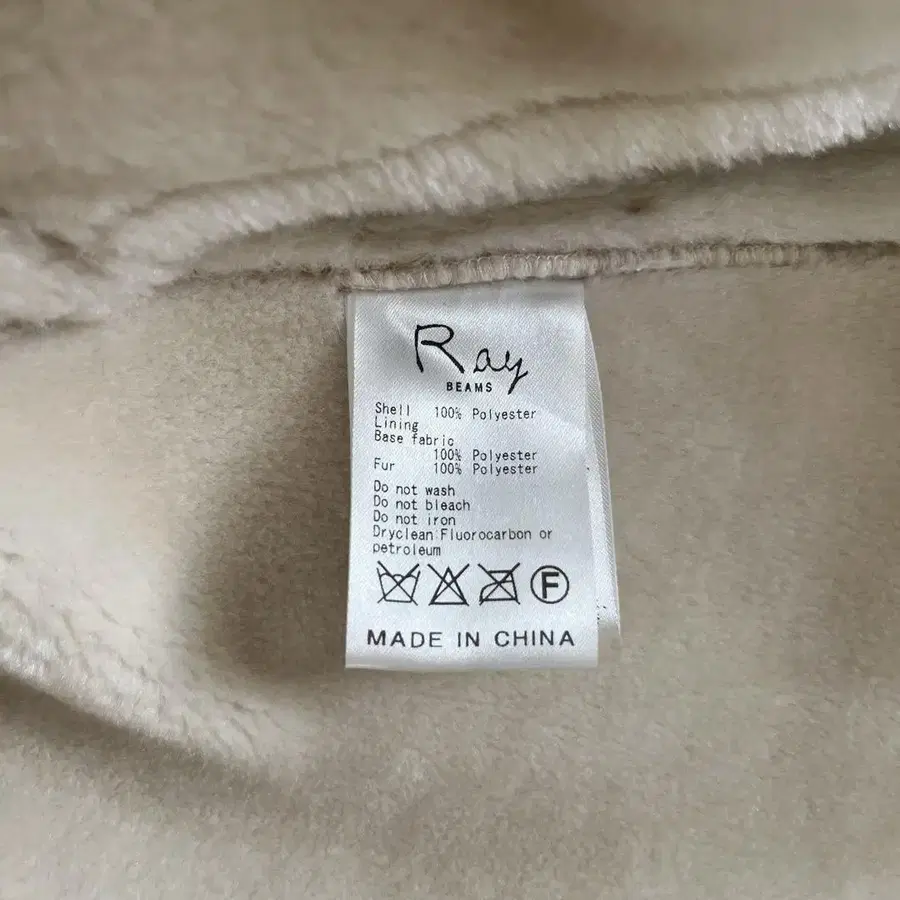 Ray
BEAMS
Shell 100% Polyester
Lining
Base fabric
100% Polyester
Fur 100% Polyester
Do not wash
Do not bleach
Do not iron
Dryclean:Fluorocarbon or
petroleum
F
MADE IN CHINA